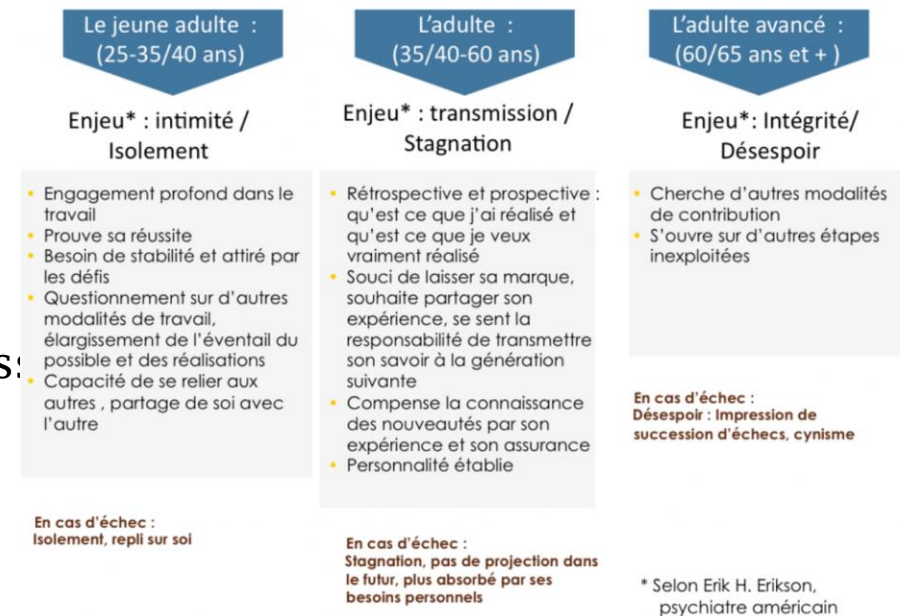 Le jeune adulte :
(25-35/40 ans)
Enjeu* : intimité /
Isolement
• Engagement profond dans le
travail
• Prouve sa réussite
• Besoin de stabilité et attiré par
les défis
• Questionnement sur d'autres
modalités de travail,
élargissement de l'éventail du
possible et des réalisations
• Capacité de se relier aux
autres , partage de soi avec
l'autre
En cas d'échec :
Isolement, repli sur soi
L'adulte :
(35/40-60 ans)
Enjeu* : transmission /
Stagnation
• Rétrospective et prospective :
qu'est ce que j'ai réalisé et
qu'est ce que je veux
vraiment réalisé
• Souci de laisser sa marque,
souhaite partager son
expérience, se sent la
responsabilité de transmettre
son savoir à la génération
suivante
• Compense la connaissance
des nouveautés par son
expérience et son assurance
• Personnalité établie
En cas d'échec :
Stagnation, pas de projection dans
le futur, plus absorbé par ses
besoins personnels
L'adulte avancé :
(60/65 ans et + )
Enjeu*: Intégrité/
Désespoir
• Cherche d'autres modalités
de contribution
• S'ouvre sur d'autres étapes
inexploitées
En cas d'échec :
Désespoir : Impression de
succession d'échecs, cynisme
* Selon Erik H. Erikson,
psychiatre américain